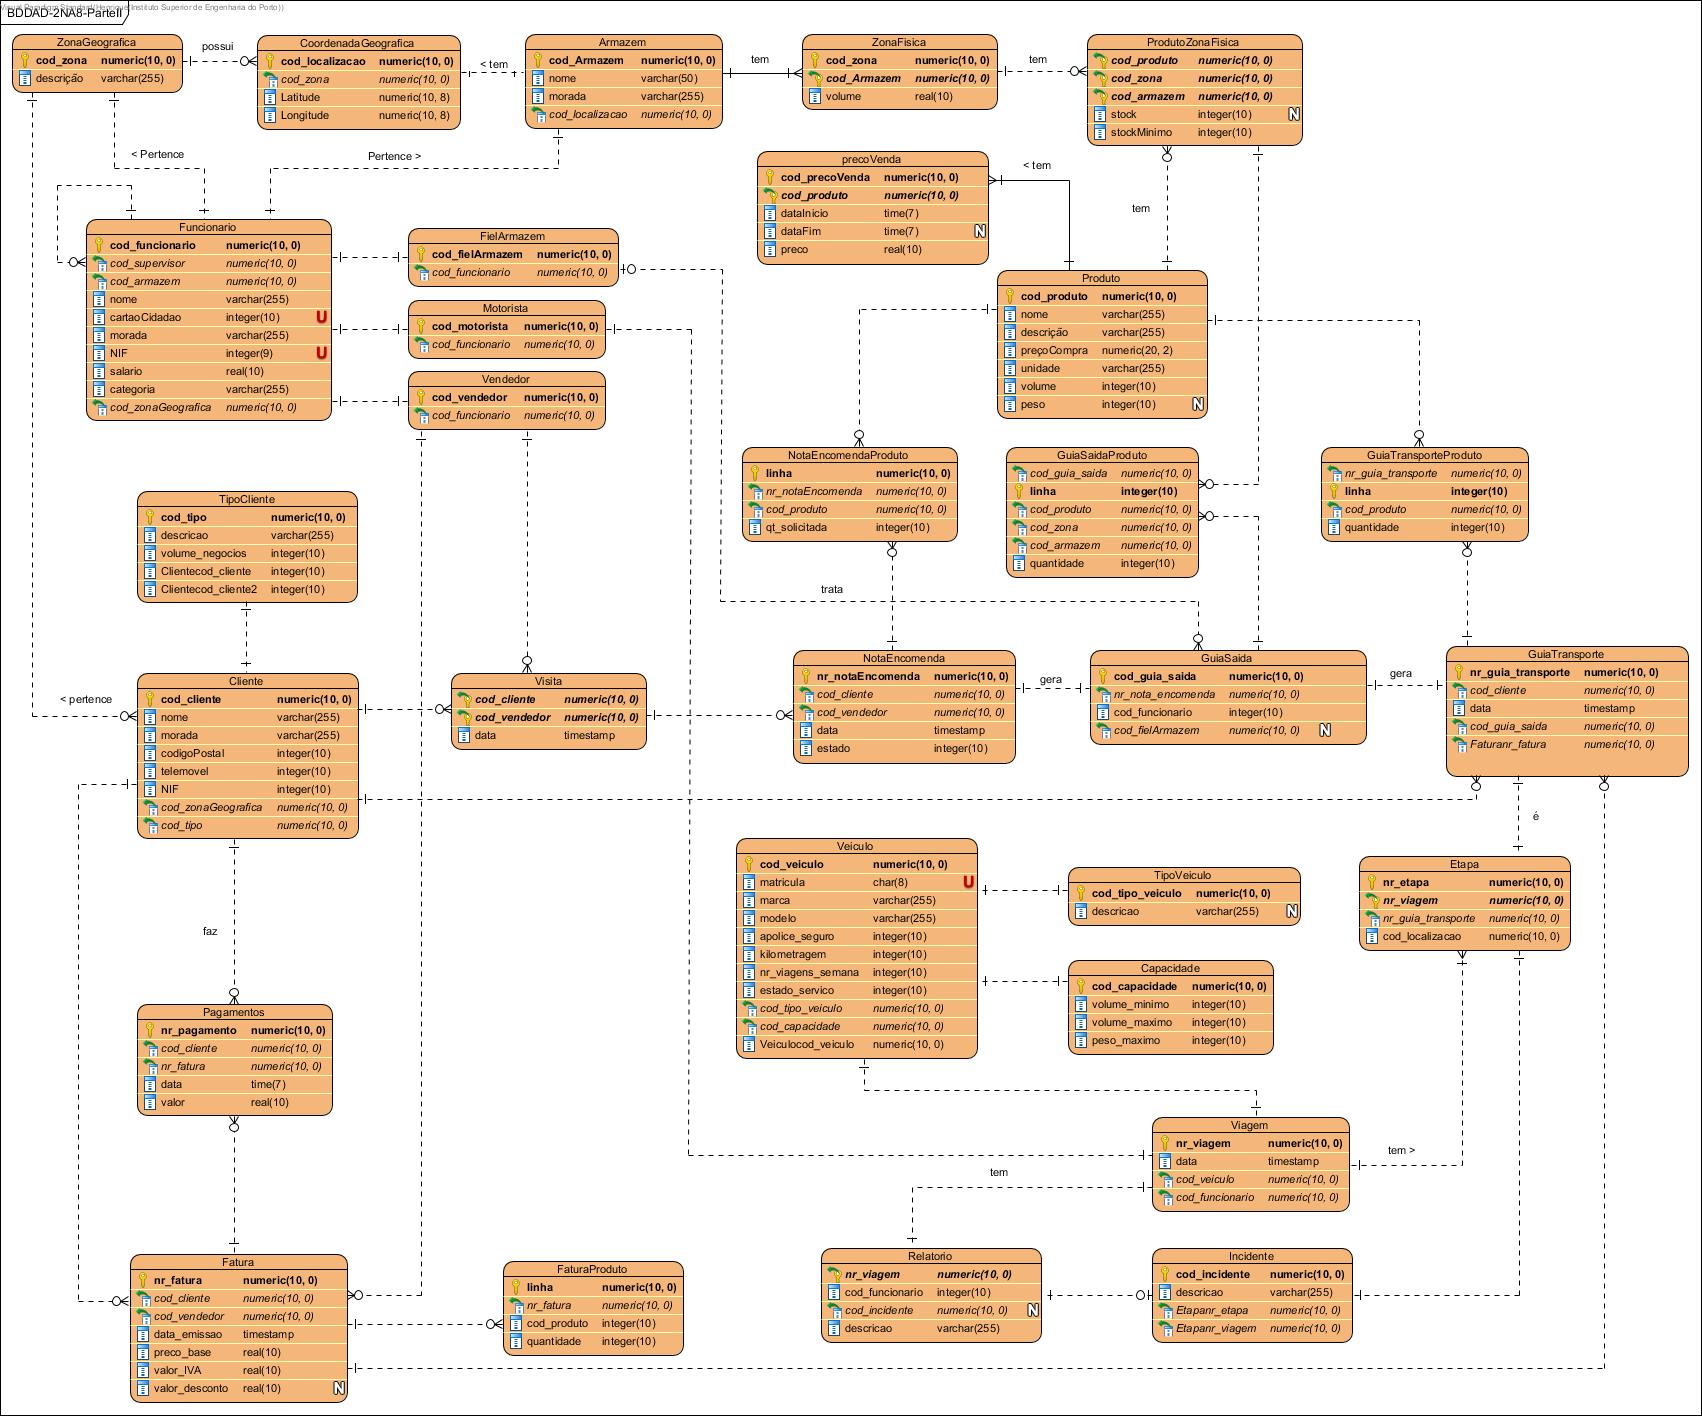 BDDAD-2NA8-ParteII
ZonaGeografica
cod_zona numeric(10, 0)
descrição varchar(255)
possui
CoordenadaGeografica
cod_localizacao numeric(10, 0)
cod_zona numeric(10, 0)
Latitude numeric(10, 8)
Longitude numeric(10, 8)
< tem
Armazem
cod_Armazem numeric(10, 0)
nome varchar(50)
morada varchar(255)
cod_localizacao numeric(10, 0)
tem
ZonaFisica
cod_zona numeric(10, 0)
cod_Armazem numeric(10, 0)
volume real(10)
tem
ProdutoZonaFisica
cod_produto numeric(10, 0)
cod_zona numeric(10, 0)
cod_armazem numeric(10, 0)
stock integer(10) N
stockMinimo integer(10)
< Pertence
Pertence >
precoVenda
cod_precoVenda numeric(10, 0)
cod_produto numeric(10, 0)
dataInicio time(7)
dataFim time(7) N
preco real(10)
< tem
tem
Funcionario
cod_funcionario numeric(10, 0)
cod_supervisor numeric(10, 0)
cod_armazem numeric(10, 0)
nome varchar(255)
cartaoCidadao integer(10) U
morada varchar(255)
NIF integer(9) U
salario real(10)
categoria varchar(255)
cod_zonaGeografica numeric(10, 0)
FielArmazem
cod_fielArmazem numeric(10, 0)
cod_funcionario numeric(10, 0)
Motorista
cod_motorista numeric(10, 0)
cod_funcionario numeric(10, 0)
Vendedor
cod_vendedor numeric(10, 0)
cod_funcionario numeric(10, 0)
Produto
cod_produto numeric(10, 0)
nome varchar(255)
descrição varchar(255)
preçoCompra numeric(20, 2)
unidade varchar(255)
volume integer(10)
peso integer(10) N
NotaEncomendaProduto
linha numeric(10, 0)
nr_notaEncomenda numeric(10, 0)
cod_produto numeric(10, 0)
qt_solicitada integer(10)
GuiaSaidaProduto
cod_guia_saida numeric(10, 0)
linha integer(10)
cod_produto numeric(10, 0)
cod_zona numeric(10, 0)
cod_armazem numeric(10, 0)
quantidade integer(10)
GuiaTransporteProduto
nr_guia_transporte numeric(10, 0)
linha integer(10)
cod_produto numeric(10, 0)
quantidade integer(10)
TipoCliente
cod_tipo numeric(10, 0)
descricao varchar(255)
volume_negocios integer(10)
Clientecod_cliente integer(10)
Clientecod_cliente2 integer(10)
trata
< pertence
Cliente
cod_cliente numeric(10, 0)
nome varchar(255)
morada varchar(255)
codigoPostal integer(10)
telemovel integer(10)
NIF integer(10)
cod_zonaGeografica numeric(10, 0)
cod_tipo numeric(10, 0)
Visita
cod_cliente numeric(10, 0)
cod_vendedor numeric(10, 0)
data timestamp
NotaEncomenda
nr_notaEncomenda numeric(10, 0)
cod_cliente numeric(10, 0)
cod_vendedor numeric(10, 0)
data timestamp
estado integer(10)
gera
GuiaSaida
cod_guia_saida numeric(10, 0)
nr_nota_encomenda numeric(10, 0)
cod_funcionario integer(10)
cod_fielArmazem numeric(10, 0) N
gera
GuiaTransporte
nr_guia_transporte numeric(10, 0)
cod_cliente numeric(10, 0)
data timestamp
cod_guia_saida numeric(10, 0)
Faturanr_fatura numeric(10, 0)
é
Veiculo
cod_veiculo numeric(10, 0)
matricula char(8) U
marca varchar(255)
modelo varchar(255)
apolice_seguro integer(10)
kilometragem integer(10)
nr_viagens_semana integer(10)
estado_servico integer(10)
cod_tipo_veiculo numeric(10, 0)
cod_capacidade numeric(10, 0)
Veiculocod_veiculo numeric(10, 0)
TipoVeiculo
cod_tipo_veiculo numeric(10, 0)
descricao varchar(255) N
Etapa
nr_etapa numeric(10, 0)
nr_viagem numeric(10, 0)
nr_guia_transporte numeric(10, 0)
cod_localizacao numeric(10, 0)
faz
Capacidade
cod_capacidade numeric(10, 0)
volume_minimo integer(10)
volume_maximo integer(10)
peso_maximo integer(10)
Pagamentos
nr_pagamento numeric(10, 0)
cod_cliente numeric(10, 0)
nr_fatura numeric(10, 0)
data time(7)
valor real(10)
Viagem
nr_viagem numeric(10, 0)
data timestamp
cod_veiculo numeric(10, 0)
cod_funcionario numeric(10, 0)
tem >
tem
Fatura
nr_fatura numeric(10, 0)
cod_cliente numeric(10, 0)
cod_vendedor numeric(10, 0)
data_emissao timestamp
preco_base real(10)
valor_IVA real(10)
valor_desconto real(10) N
FaturaProduto
linha numeric(10, 0)
nr_fatura numeric(10, 0)
cod_produto integer(10)
quantidade integer(10)
Relatorio
nr_viagem numeric(10, 0)
cod_funcionario integer(10)
cod_incidente numeric(10, 0) N
descricao varchar(255)
Incidente
cod_incidente numeric(10, 0)
descricao varchar(255)
Etapanr_etapa numeric(10, 0)
Etapanr_viagem numeric(10, 0)